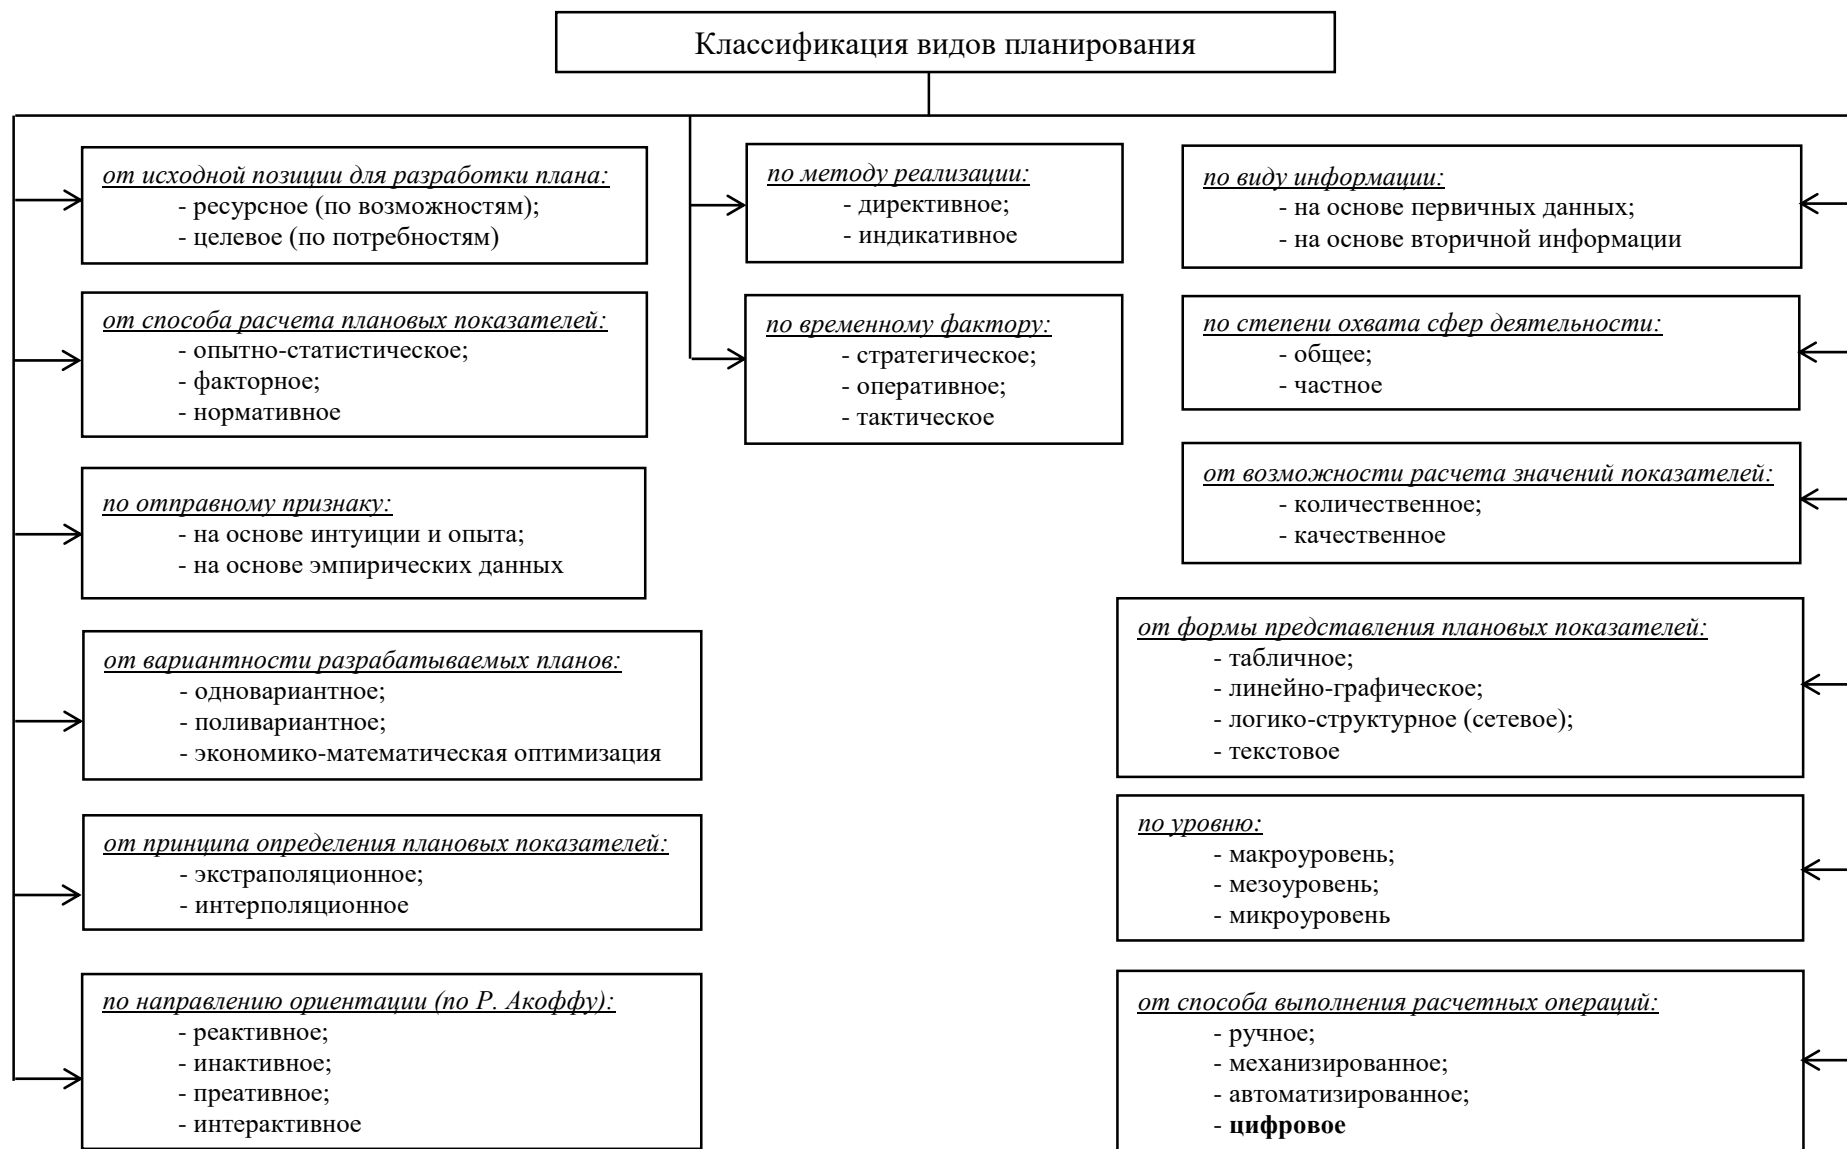 Классификация видов планирования
от исходной позиции для разработки плана:
- ресурсное (по возможностям);
- целевое (по потребностям)
от способа расчета плановых показателей:
- опытно-статистическое;
- факторное;
- нормативное
по отправному признаку:
- на основе интуиции и опыта;
- на основе эмпирических данных
от вариантности разрабатываемых планов:
- одновариантное;
- поливариантное;
- экономико-математическая оптимизация
от принципа определения плановых показателей:
- экстраполяционное;
- интерполяционное
по направлению ориентации (по Р. Акоффу):
- реактивное;
- инактивное;
- преативное;
- интерактивное
по методу реализации:
- директивное;
- индикативное
по временному фактору:
- стратегическое;
- оперативное;
- тактическое
по виду информации:
- на основе первичных данных;
- на основе вторичной информации
по степени охвата сфер деятельности:
- общее;
- частное
от возможности расчета значений показателей:
- количественное;
- качественное
от формы представления плановых показателей:
- табличное;
- линейно-графическое;
- логико-структурное (сетевое);
- текстовое
по уровню:
- макроуровень;
- мезоуровень;
- микроуровень
от способа выполнения расчетных операций:
- ручное;
- механизированное;
- автоматизированное;
- цифровое